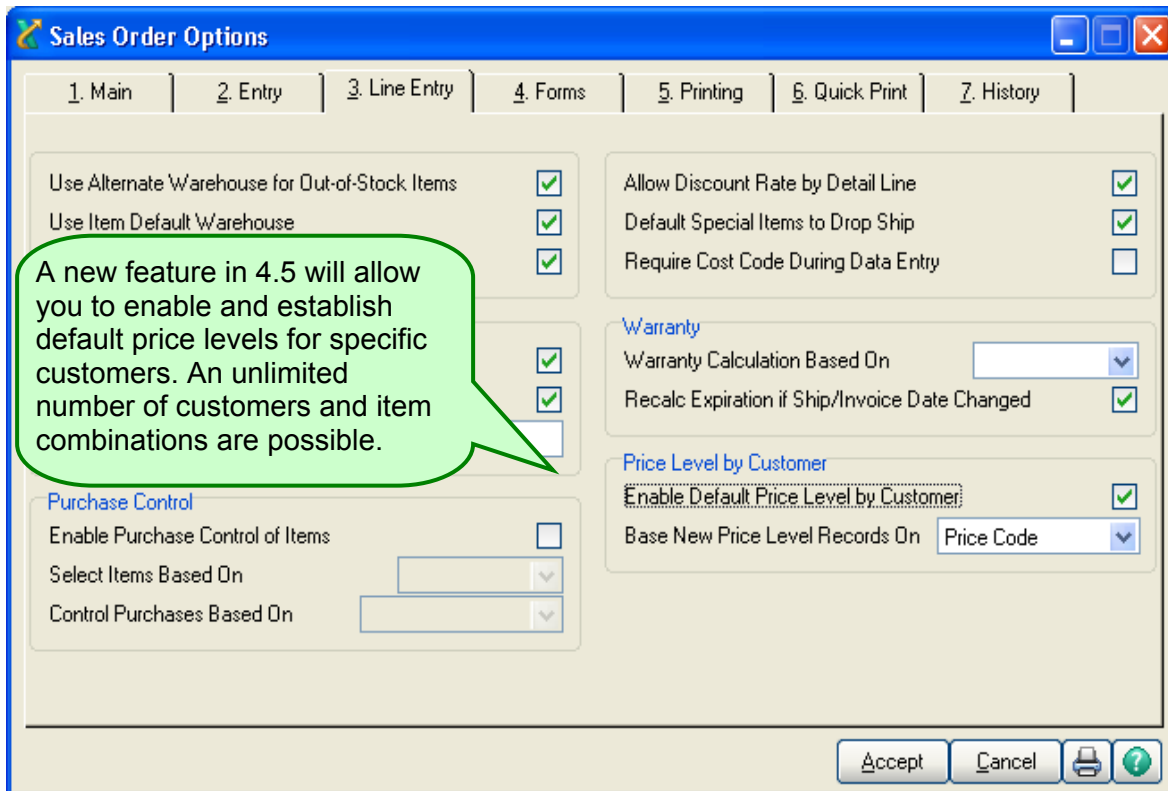 Sales Order Options
1. Main
2. Entry
3. Line Entry
4. Forms
5. Printing
6. Quick Print
7. History
Use Alternate Warehouse for Out-of-Stock Items
Use Item Default Warehouse
A new feature in 4.5 will allow
you to enable and establish
default price levels for specific
customers. An unlimited
number of customers and item
combinations are possible.
Purchase Control
Enable Purchase Control of Items
Select Items Based On
Control Purchases Based On
Allow Discount Rate by Detail Line
Default Special Items to Drop Ship
Require Cost Code During Data Entry
Warranty
Warranty Calculation Based On
Recalc Expiration if Ship/Invoice Date Changed
Price Level by Customer
Enable Default Price Level by Customer
Base New Price Level Records On
Price Code
Accept
Cancel
?